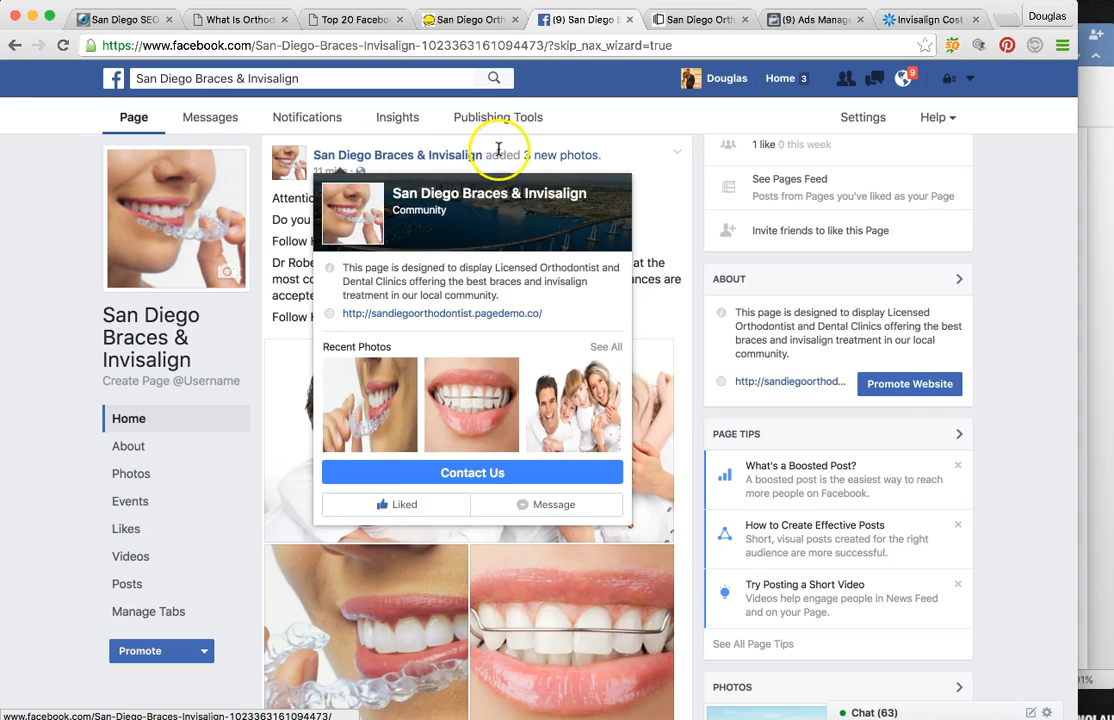 San Diego SEO
What Is Orthod
Top 20 Facebo
San Diego Orth
(9) San Diego B
San Diego Orth
(9) Ads Manage
Invisalign Cost
Douglas
https://www.facebook.com/San-Diego-Braces-Invisalign-1023363161094473/?skip_nax_wizard=true
San Diego Braces & Invisalign
Douglas
Home 3
9
Page
Messages
Notifications
Insights
Publishing Tools
Settings
Help
San Diego Braces & Invisalign added 3 new photos.
11 mins
Attenti
Do you
Follow H
Dr Robe
at the
most co
ances are
accepte
Follow H
San Diego Braces & Invisalign
Community
This page is designed to display Licensed Orthodontist and
Dental Clinics offering the best braces and invisalign
treatment in our local community.
http://sandiegoorthodontist.pagedemo.co/
Recent Photos
See All
Contact Us
Liked
Message
San Diego
Braces &
Invisalign
Create Page @Username
Home
About
Photos
Events
Likes
Videos
Posts
Manage Tabs
Promote
1 like 0 this week
See Pages Feed
Posts from Pages you've liked as your Page
Invite friends to like this Page
ABOUT
This page is designed to display Licensed
Orthodontist and Dental Clinics offering the best
braces and invisalign treatment in our local
community.
http://sandiegoorthod...
Promote Website
PAGE TIPS
What's a Boosted Post?
A boosted post is the easiest way to reach
more people on Facebook.
How to Create Effective Posts
Short, visual posts created for the right
audience are more successful.
Try Posting a Short Video
Videos help engage people in News Feed
and on your Page.
See All Page Tips
PHOTOS
Chat (63)
www.facebook.com/San-Diego-Braces-Invisalign-1023363161094473/